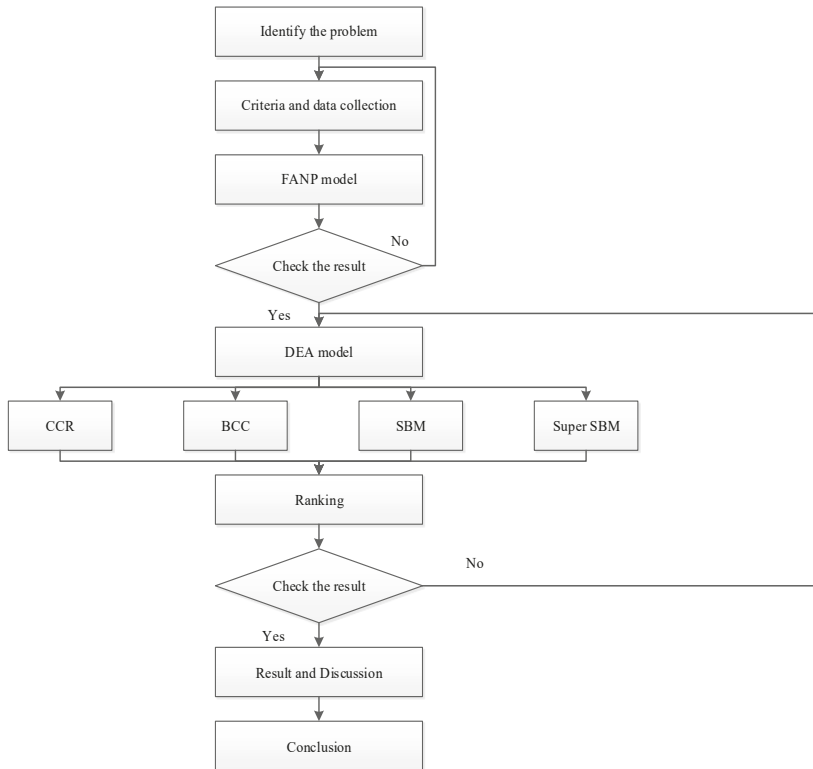 Identify the problem
Criteria and data collection
FANP model
No
Check the result
Yes
DEA model
CCR
BCC
SBM
Super SBM
Ranking
No
Check the result
Yes
Result and Discussion
Conclusion